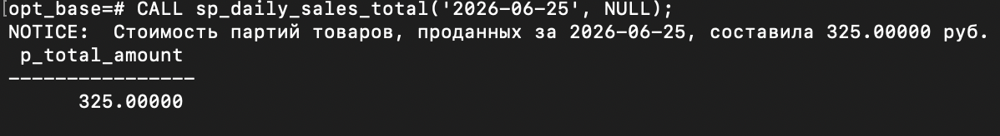 [opt_base=# CALL sp_daily_sales_total('2026-06-25', NULL);
NOTICE:  Стоимость партий товаров, проданных за 2026-06-25, составила 325.00000 руб.
 p_total_amount
----------------
      325.00000